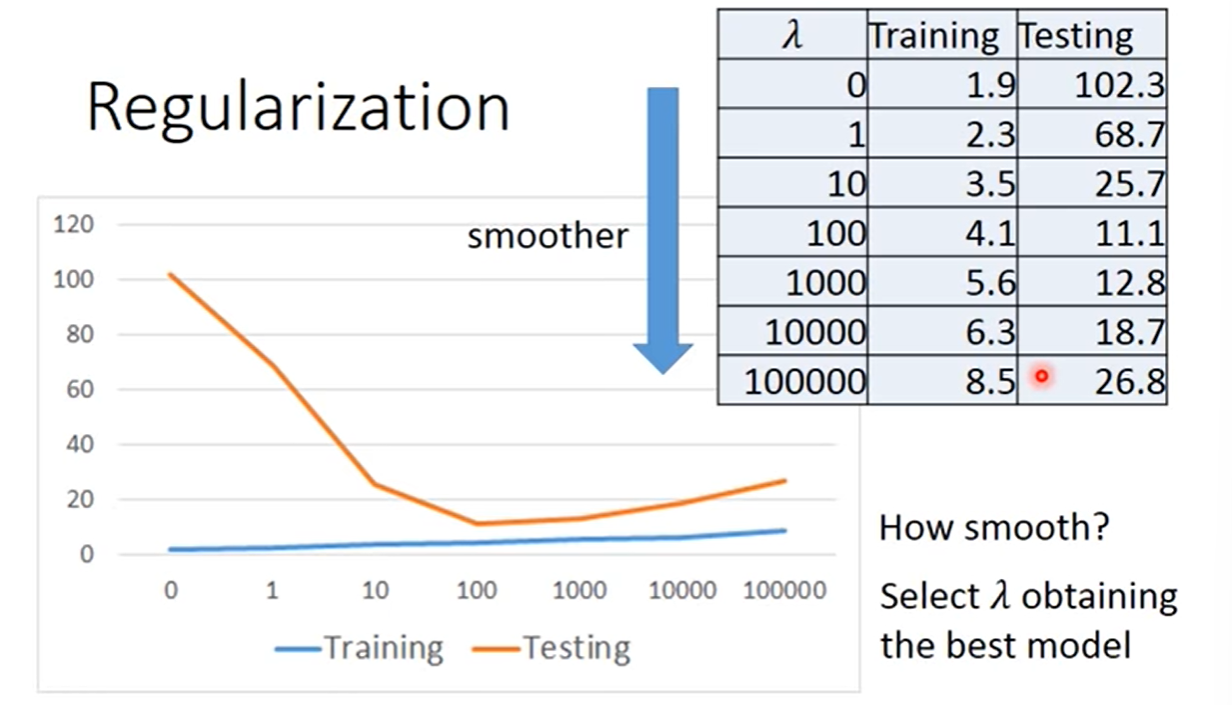 Regularization
smoother
λ Training Testing
0 1.9 102.3
1 2.3 68.7
10 3.5 25.7
100 4.1 11.1
1000 5.6 12.8
10000 6.3 18.7
100000 8.5 26.8
120
100
80
60
40
20
0
0 1 10 100 1000 10000 100000
Training Testing
How smooth?
Select λ obtaining
the best model